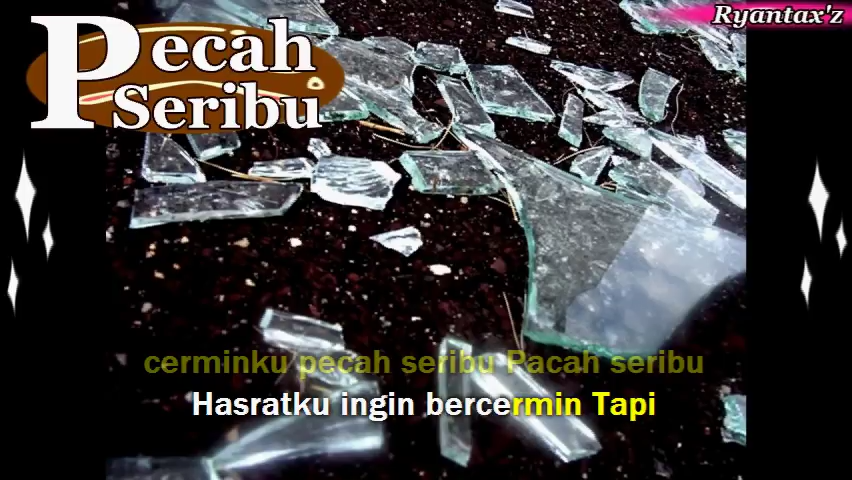 Pecah
Seribu
Ryantax'z
cerminku pecah seribu Pacah seribu
Hasratku ingin bercermin Tapi